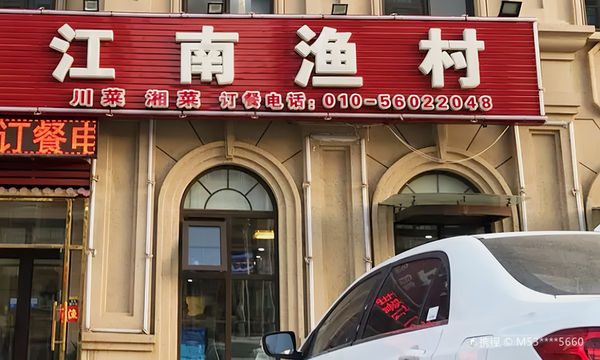 江南渔村
川菜 湘菜 订餐电话：010-56022048
订餐电
携程 @ M53****5660